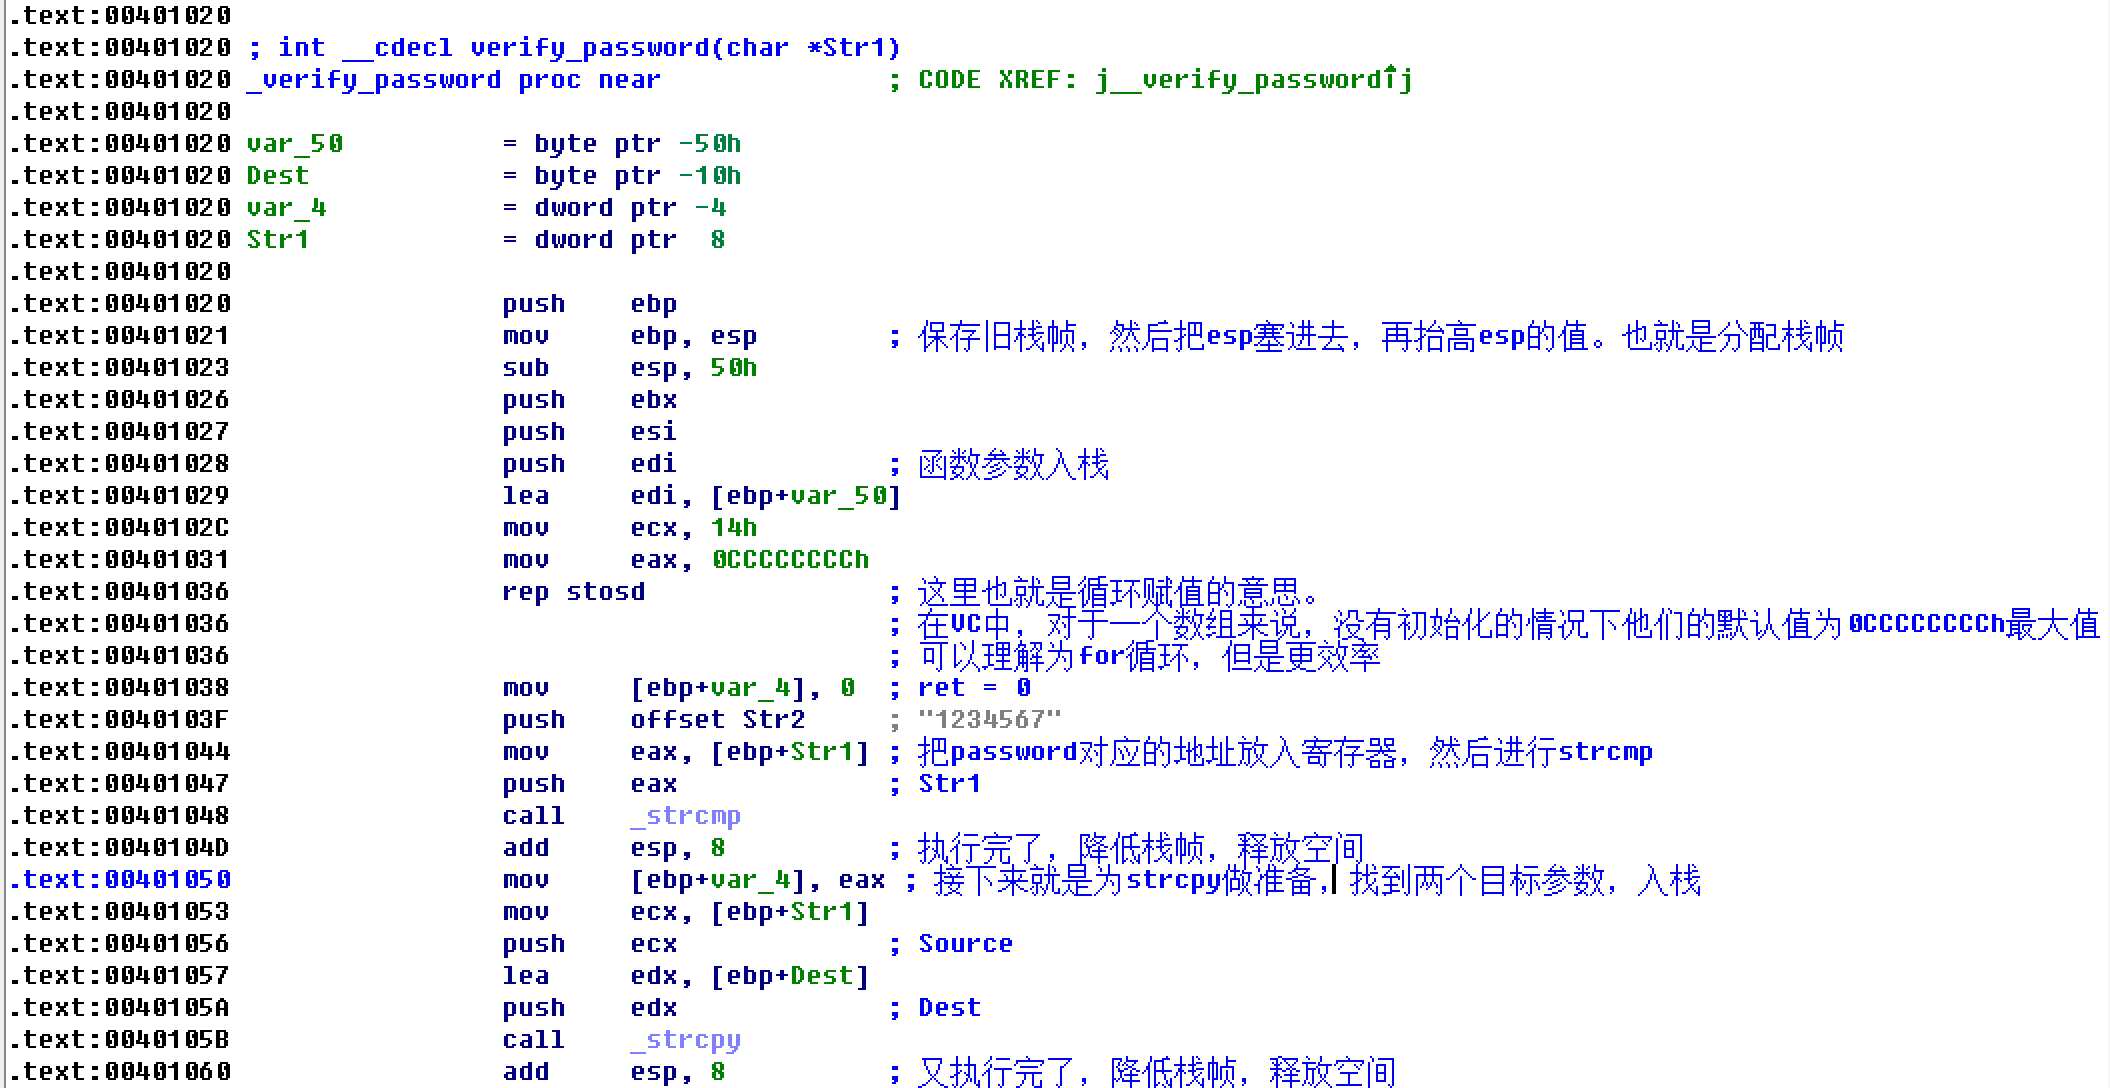 .text:00401020
.text:00401020 ; int __cdecl verify_password(char *Str1)
.text:00401020 _verify_password proc near ; CODE XREF: j__verify_password↑j
.text:00401020
.text:00401020 var_50 = byte ptr -50h
.text:00401020 Dest = byte ptr -10h
.text:00401020 var_4 = dword ptr -4
.text:00401020 Str1 = dword ptr 8
.text:00401020
.text:00401020 push ebp
.text:00401021 mov ebp, esp ; 保存旧栈帧，然后把esp塞进去，再抬高esp的值。也就是分配栈帧
.text:00401023 sub esp, 50h
.text:00401026 push ebx
.text:00401027 push esi
.text:00401028 push edi ; 函数参数入栈
.text:00401029 lea edi, [ebp+var_50]
.text:0040102C mov ecx, 14h
.text:00401031 mov eax, 0CCCCCCCCh
.text:00401036 rep stosd ; 这里也就是循环赋值的意思。
.text:00401036 ; 在VC中，对于一个数组来说，没有初始化的情况下他们的默认值为0CCCCCCCCh最大值
.text:00401036 ; 可以理解为for循环，但是更效率
.text:00401038 mov [ebp+var_4], 0 ; ret = 0
.text:0040103F push offset Str2 ; "1234567"
.text:00401044 mov eax, [ebp+Str1] ; 把password对应的地址放入寄存器，然后进行strcmp
.text:00401047 push eax ; Str1
.text:00401048 call _strcmp
.text:0040104D add esp, 8 ; 执行完了，降低栈帧，释放空间
.text:00401050 mov [ebp+var_4], eax ; 接下来就是为strcpy做准备，找到两个目标参数，入栈
.text:00401053 mov ecx, [ebp+Str1]
.text:00401056 push ecx ; Source
.text:00401057 lea edx, [ebp+Dest]
.text:0040105A push edx ; Dest
.text:0040105B call _strcpy
.text:00401060 add esp, 8 ; 又执行完了，降低栈帧，释放空间